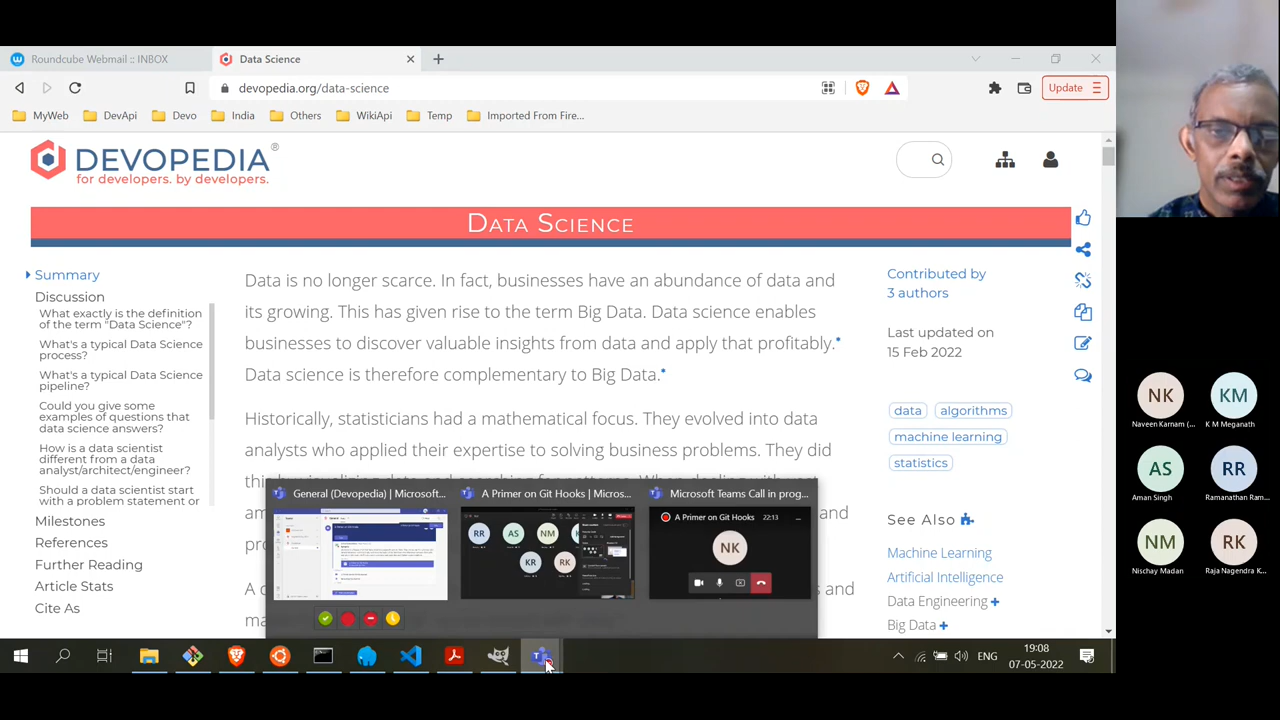 Roundcube Webmail :: INBOX
Data Science
devopedia.org/data-science
Update
MyWeb
DevApi
Devo
India
Others
WikiApi
Temp
Imported From Fire...
DEVOPEDIA®
for developers. by developers.
DATA SCIENCE
Summary
Discussion
What exactly is the definition
of the term "Data Science"?
What's a typical Data Science
process?
What's a typical Data Science
pipeline?
Could you give some
examples of questions that
data science answers?
How is a data scientist
different from a data
analyst/architect/engineer?
Should a data scientist start
with a problem statement or
Milestones
References
Further Reading
Article Stats
Cite As
Data is no longer scarce. In fact, businesses have an abundance of data and
its growing. This has given rise to the term Big Data. Data science enables
businesses to discover valuable insights from data and apply that profitably.*
Data science is therefore complementary to Big Data.*
Historically, statisticians had a mathematical focus. They evolved into data
analysts who applied their expertise to solving business problems. They did
and
and
Contributed by
3 authors
Last updated on
15 Feb 2022
data
algorithms
machine learning
statistics
See Also
Machine Learning
Artificial Intelligence
Data Engineering +
Big Data +
General (Devopedia) | Microsoft...
A Primer on Git Hooks | Micros...
Microsoft Teams Call in prog...
RR
AS
NM
KR
RK
A Primer on Git Hooks
22:13
NK
ENG
19:08
07-05-2022
NK
Naveen Karnam (...
KM
K M Meganath
AS
Aman Singh
RR
Ramanathan Ram...
NM
Nischay Madan
RK
Raja Nagendra K...